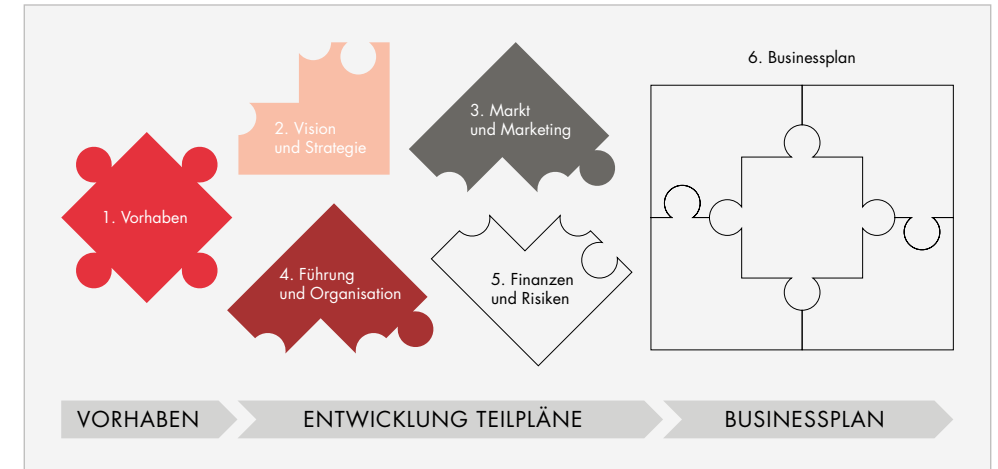 1. Vorhaben
2. Vision
und Strategie
3. Markt
und Marketing
4. Führung
und Organisation
5. Finanzen
und Risiken
6. Businessplan
VORHABEN
ENTWICKLUNG TEILPLÄNE
BUSINESSPLAN